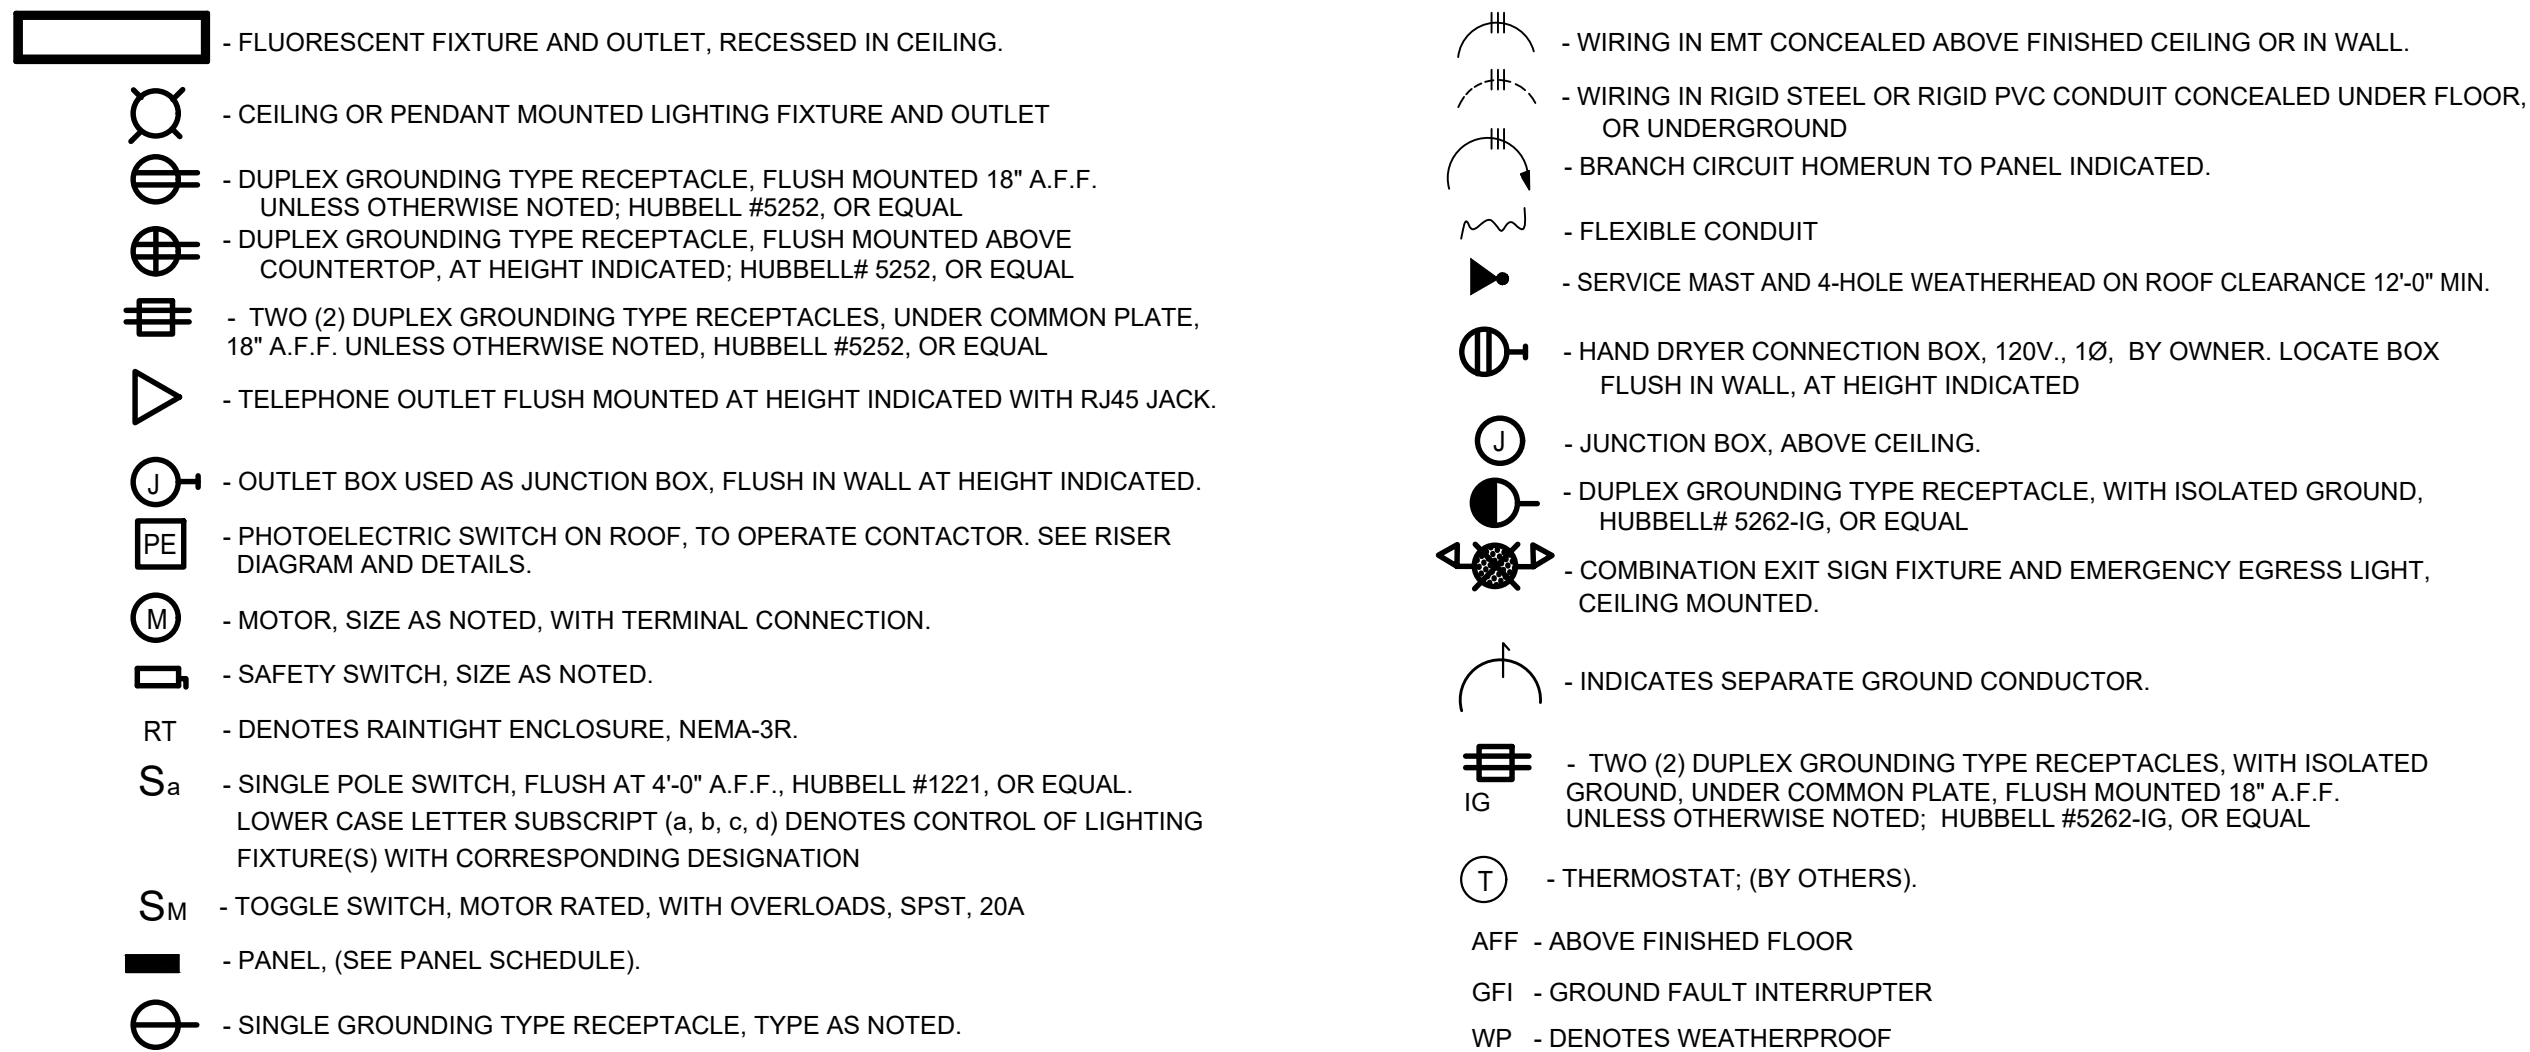 - FLUORESCENT FIXTURE AND OUTLET, RECESSED IN CEILING.
- CEILING OR PENDANT MOUNTED LIGHTING FIXTURE AND OUTLET
- DUPLEX GROUNDING TYPE RECEPTACLE, FLUSH MOUNTED 18" A.F.F.
UNLESS OTHERWISE NOTED; HUBBELL #5252, OR EQUAL
- DUPLEX GROUNDING TYPE RECEPTACLE, FLUSH MOUNTED ABOVE
COUNTERTOP, AT HEIGHT INDICATED; HUBBELL# 5252, OR EQUAL
- TWO (2) DUPLEX GROUNDING TYPE RECEPTACLES, UNDER COMMON PLATE,
18" A.F.F. UNLESS OTHERWISE NOTED, HUBBELL #5252, OR EQUAL
- TELEPHONE OUTLET FLUSH MOUNTED AT HEIGHT INDICATED WITH RJ45 JACK.
J - OUTLET BOX USED AS JUNCTION BOX, FLUSH IN WALL AT HEIGHT INDICATED.
PE - PHOTOELECTRIC SWITCH ON ROOF, TO OPERATE CONTACTOR. SEE RISER
DIAGRAM AND DETAILS.
M - MOTOR, SIZE AS NOTED, WITH TERMINAL CONNECTION.
- SAFETY SWITCH, SIZE AS NOTED.
RT - DENOTES RAINTIGHT ENCLOSURE, NEMA-3R.
Sa - SINGLE POLE SWITCH, FLUSH AT 4'-0" A.F.F., HUBBELL #1221, OR EQUAL.
LOWER CASE LETTER SUBSCRIPT (a, b, c, d) DENOTES CONTROL OF LIGHTING
FIXTURE(S) WITH CORRESPONDING DESIGNATION
SM - TOGGLE SWITCH, MOTOR RATED, WITH OVERLOADS, SPST, 20A
- PANEL, (SEE PANEL SCHEDULE).
- SINGLE GROUNDING TYPE RECEPTACLE, TYPE AS NOTED.
- WIRING IN EMT CONCEALED ABOVE FINISHED CEILING OR IN WALL.
- WIRING IN RIGID STEEL OR RIGID PVC CONDUIT CONCEALED UNDER FLOOR,
OR UNDERGROUND
- BRANCH CIRCUIT HOMERUN TO PANEL INDICATED.
- FLEXIBLE CONDUIT
- SERVICE MAST AND 4-HOLE WEATHERHEAD ON ROOF CLEARANCE 12'-0" MIN.
- HAND DRYER CONNECTION BOX, 120V., 1Ø, BY OWNER. LOCATE BOX
FLUSH IN WALL, AT HEIGHT INDICATED
J - JUNCTION BOX, ABOVE CEILING.
- DUPLEX GROUNDING TYPE RECEPTACLE, WITH ISOLATED GROUND,
HUBBELL# 5262-IG, OR EQUAL
- COMBINATION EXIT SIGN FIXTURE AND EMERGENCY EGRESS LIGHT,
CEILING MOUNTED.
- INDICATES SEPARATE GROUND CONDUCTOR.
- TWO (2) DUPLEX GROUNDING TYPE RECEPTACLES, WITH ISOLATED
IG GROUND, UNDER COMMON PLATE, FLUSH MOUNTED 18" A.F.F.
UNLESS OTHERWISE NOTED; HUBBELL #5262-IG, OR EQUAL
T - THERMOSTAT; (BY OTHERS).
AFF - ABOVE FINISHED FLOOR
GFI - GROUND FAULT INTERRUPTER
WP - DENOTES WEATHERPROOF